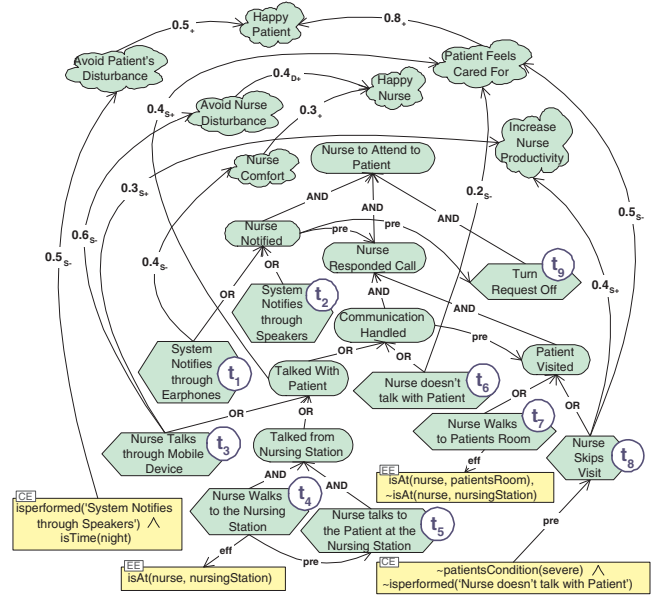 0.5+
Happy
Patient
0.8+
Avoid Patient's
Disturbance
Patient Feels
Cared For
0.4D+
Happy
Nurse
0.4S+
Avoid Nurse
Disturbance
0.3+
Increase
Nurse
Productivity
Nurse to Attend to
Patient
Nurse
Comfort
0.3S+
0.2S-
AND
AND
AND
0.6S-
0.5S-
0.5S-
0.4S-
0.4S+
Nurse
Notified
pre
pre
Nurse
Responded Call
Turn
Request Off
t9
OR
OR
System
Notifies
through
Speakers
t2
AND
AND
Communication
Handled
pre
System
Notifies
through
Earphones
t1
OR
OR
Patient
Visited
Talked With
Patient
Nurse doesn't
talk with Patient
t6
OR
OR
OR
OR
Nurse Talks
through Mobile
Device
t3
Talked from
Nursing Station
Nurse Walks
to Patients Room
t7
Nurse
Skips
Visit
t8
AND
AND
eff
EE
isAt(nurse, patientsRoom),
~isAt(nurse, nursingStation)
CE
isperformed('System Notifies
through Speakers') ∧
isTime(night)
Nurse Walks
to the Nursing
Station
t4
Nurse talks to
the Patient at the
Nursing Station
t5
pre
eff
pre
EE
isAt(nurse, nursingStation)
CE
~patientsCondition(severe) ∧
~isperformed('Nurse doesn't talk with Patient')